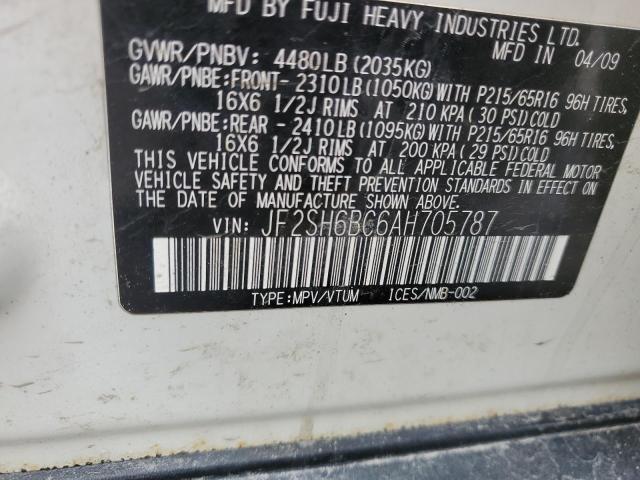 MFD BY FUJI HEAVY INDUSTRIES LTD.
MFD IN 04/09
GVWR/PNBV: 4480LB (2035KG)
GAWR/PNBE:FRONT- 2310LB (1050KG) WITH P215/65R16 96H TIRES,
16X6 1/2J RIMS AT 210 KPA ( 30 PSI) COLD
GAWR/PNBE:REAR - 2410LB (1095KG) WITH P215/65R16 96H TIRES,
16X6 1/2J RIMS AT 200 KPA ( 29 PSI) COLD
THIS VEHICLE CONFORMS TO ALL APPLICABLE FEDERAL MOTOR
VEHICLE SAFETY AND THEFT PREVENTION STANDARDS IN EFFECT ON
THE DATE OF MANUFACTURE SHOWN ABOVE.
VIN: JF2SH6BC6AH705787
TYPE:MPV/VTUM ICES/NMB-002